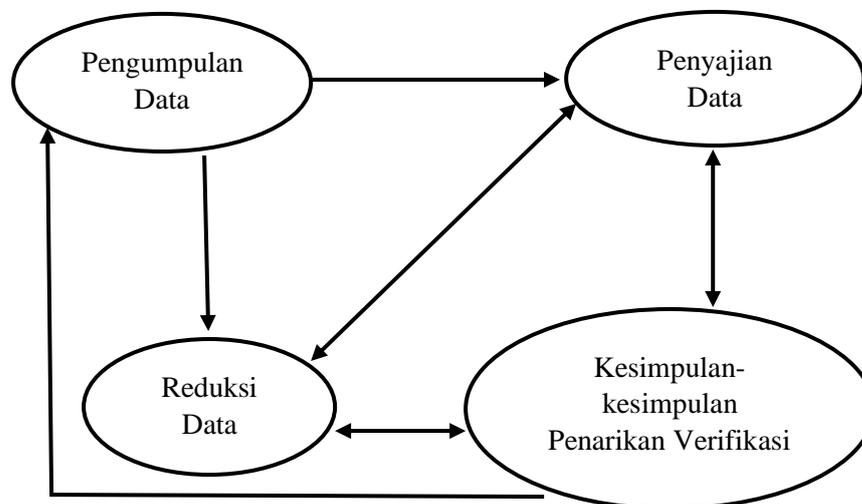 Pengumpulan
Data
Penyajian
Data
Reduksi
Data
Kesimpulan-
kesimpulan
Penarikan Verifikasi